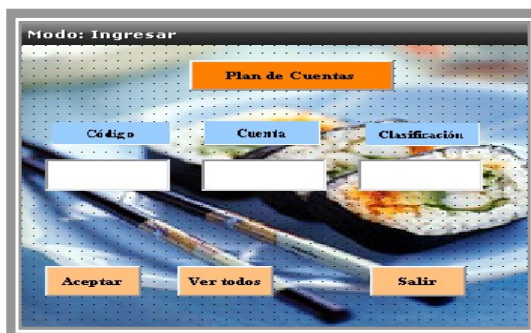 Modo: Ingresar
Plan de Cuentas
Código Cuenta Clasificación
Aceptar Ver todos Salir